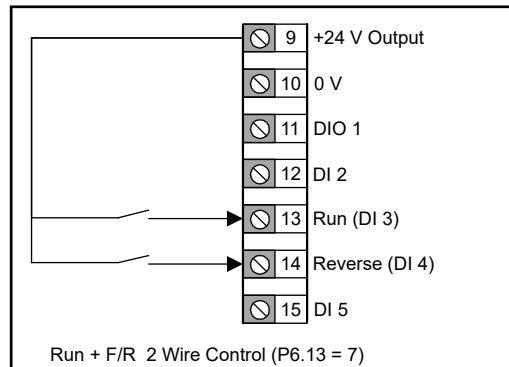 9 +24 V Output
10 0 V
11 DIO 1
12 DI 2
13 Run (DI 3)
14 Reverse (DI 4)
15 DI 5
Run + F/R 2 Wire Control (P6.13 = 7)